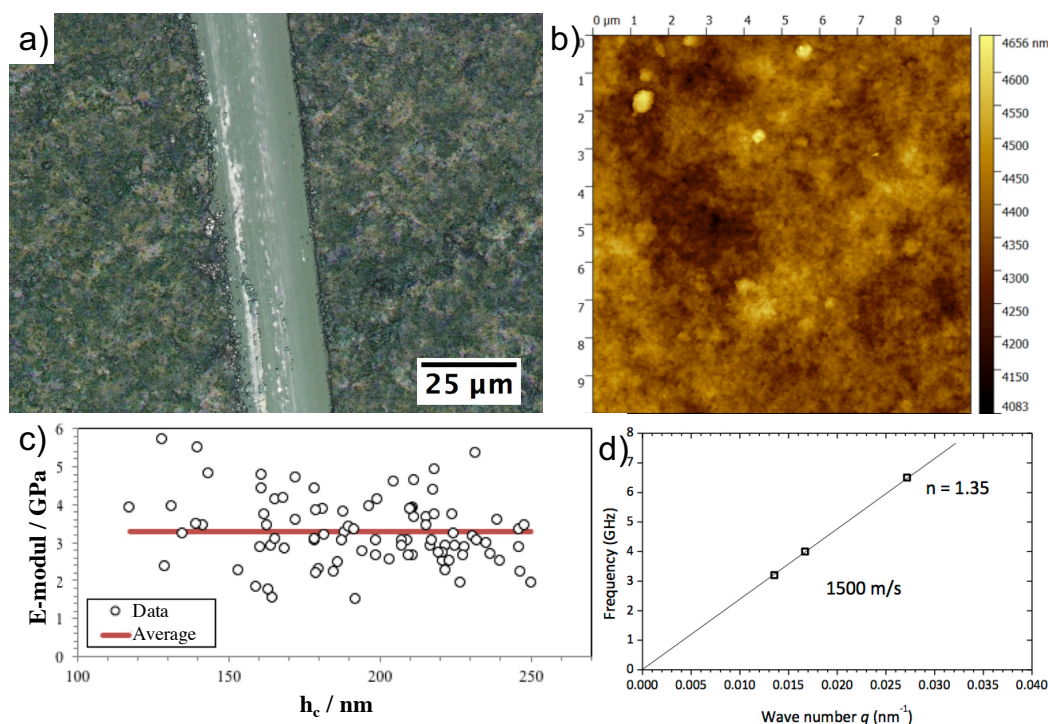 a)
25 µm
b)
0 µm 1 2 3 4 5 6 7 8 9
0
1
2
3
4
5
6
7
8
9
4656 nm
4600
4550
4500
4450
4400
4350
4300
4250
4200
4150
4083
c)
E-modul / GPa
6
5
4
3
2
1
0
Data
Average
100 150 200 250
h_c / nm
d)
Frequency (GHz)
8
7
6
5
4
3
2
1
0
n = 1.35
1500 m/s
0.000 0.005 0.010 0.015 0.020 0.025 0.030 0.035 0.040
Wave number q (nm⁻¹)